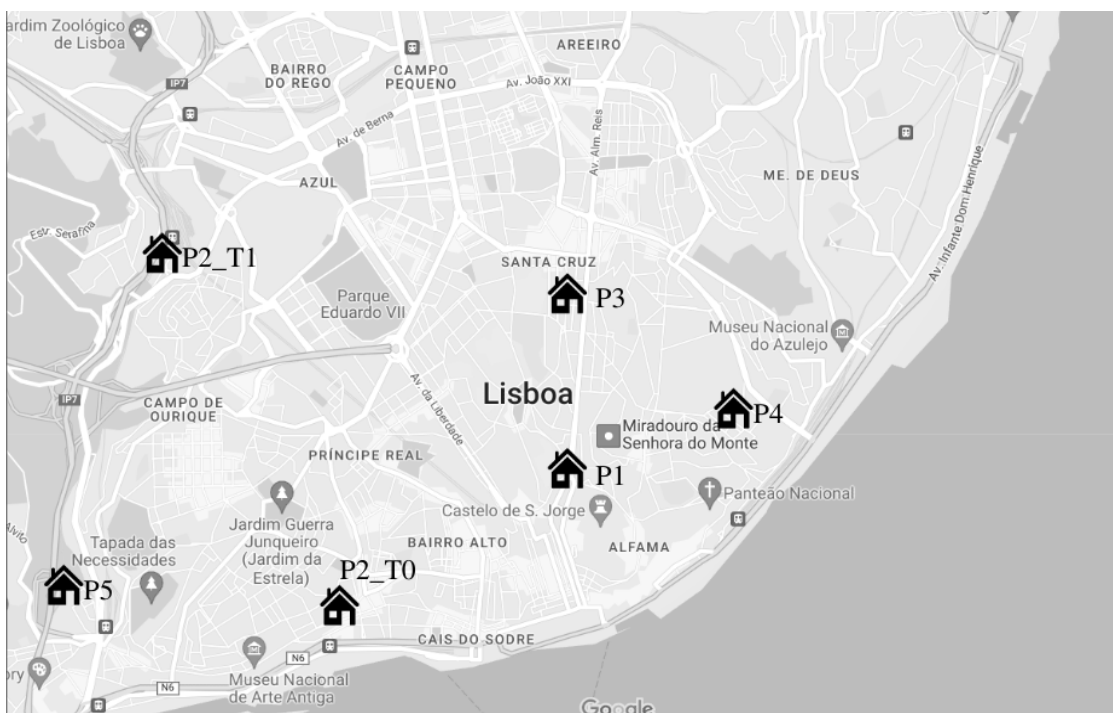 Jardim Zoológico
de Lisboa
AREEIRO
BAIRRO
DO REGO
CAMPO
PEQUENO
Av. João XXI
IP7
Av. de Berna
Av. Alm. Reis
AZUL
ME. DE DEUS
Av. Infante Dom Henrique
Estr. Serafina
P2_T1
SANTA CRUZ
P3
Parque
Eduardo VII
Museu Nacional
do Azulejo
Lisboa
Av. da Liberdade
IP7
CAMPO DE
OURIQUE
P4
Miradouro da
Senhora do Monte
PRÍNCIPE REAL
P1
Panteão Nacional
Castelo de S. Jorge
Jardim Guerra
Junqueiro
(Jardim da
Estrela)
BAIRRO ALTO
ALFAMA
Tapada das
Necessidades
P2_T0
P5
CAIS DO SODRE
N6
Museu Nacional
de Arte Antiga
N6
Google